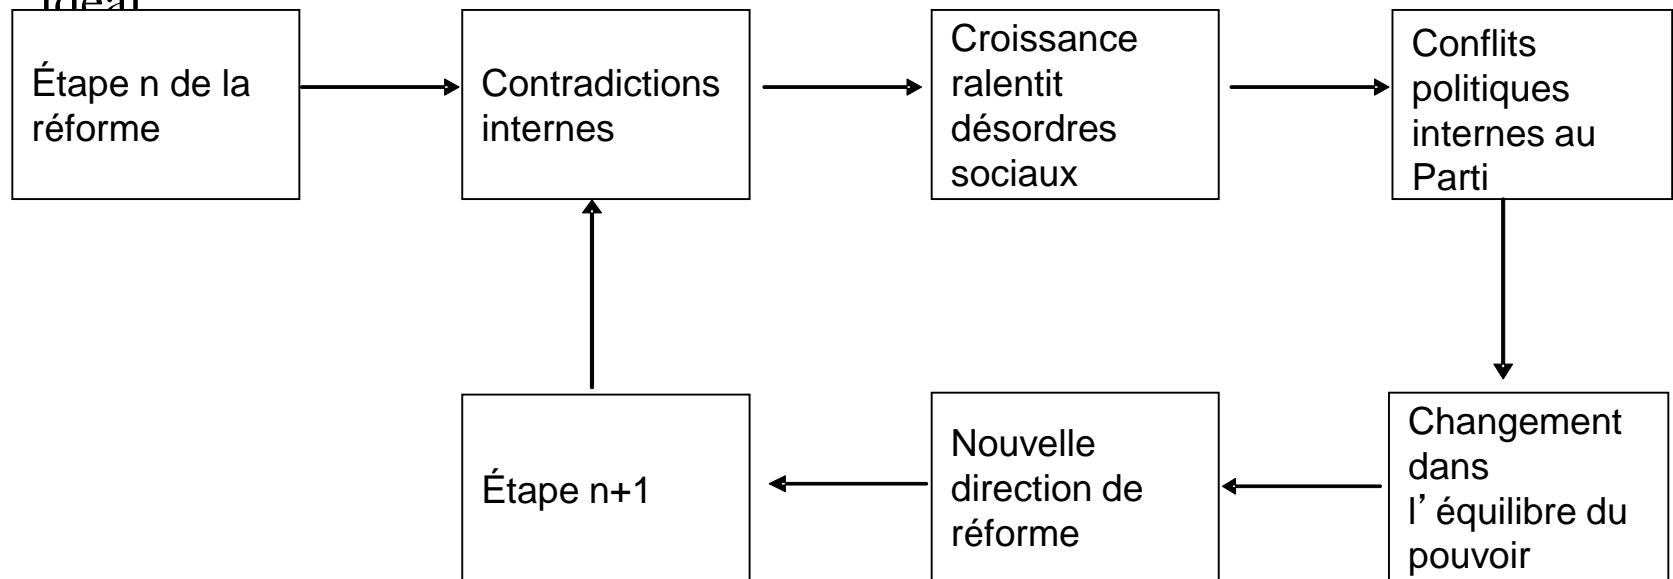 idéal
Étape n de la
réforme
Contradictions
internes
Croissance
ralentit
désordres
sociaux
Conflits
politiques
internes au
Parti
Changement
dans
l’ équilibre du
pouvoir
Nouvelle
direction de
réforme
Étape n+1